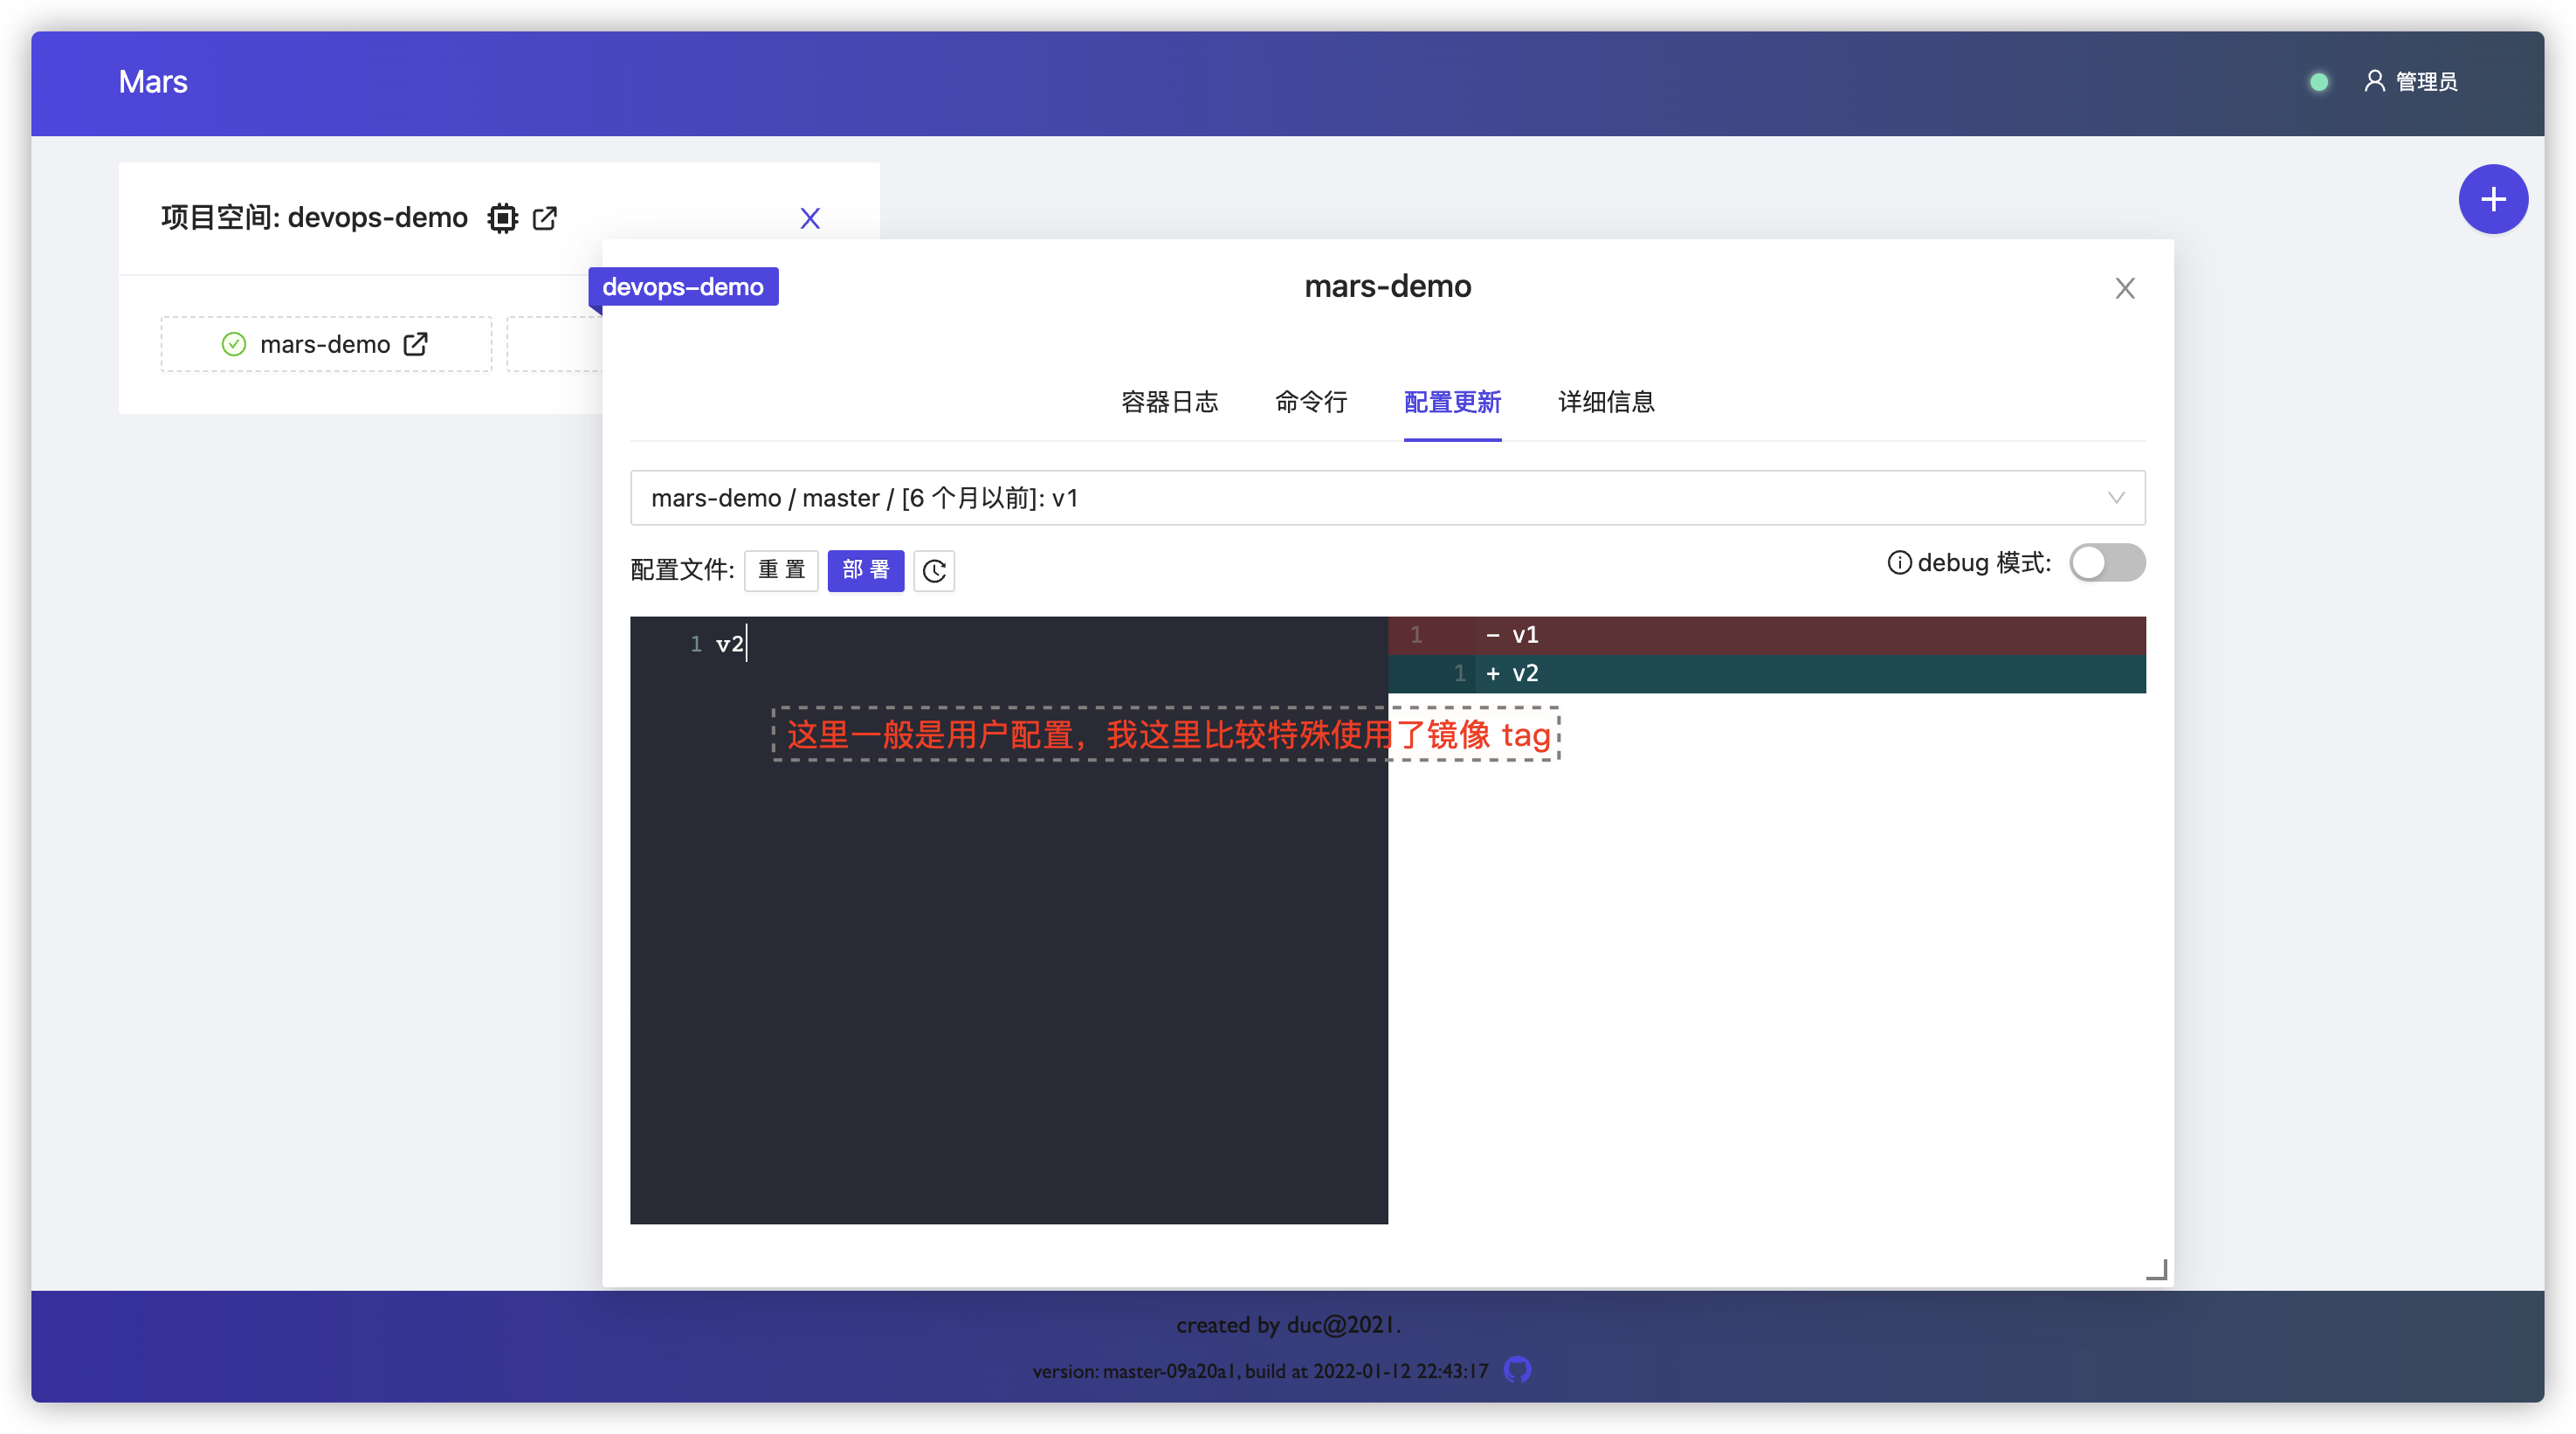 Mars
管理员
项目空间: devops-demo
devops-demo
mars-demo
mars-demo
容器日志 命令行 配置更新 详细信息
mars-demo / master / [6 个月以前]: v1
配置文件: 重 置 部 署
debug 模式:
1 v2
1 - v1
1 + v2
这里一般是用户配置，我这里比较特殊使用了镜像 tag
created by duc@2021.
version: master-09a20a1, build at 2022-01-12 22:43:17